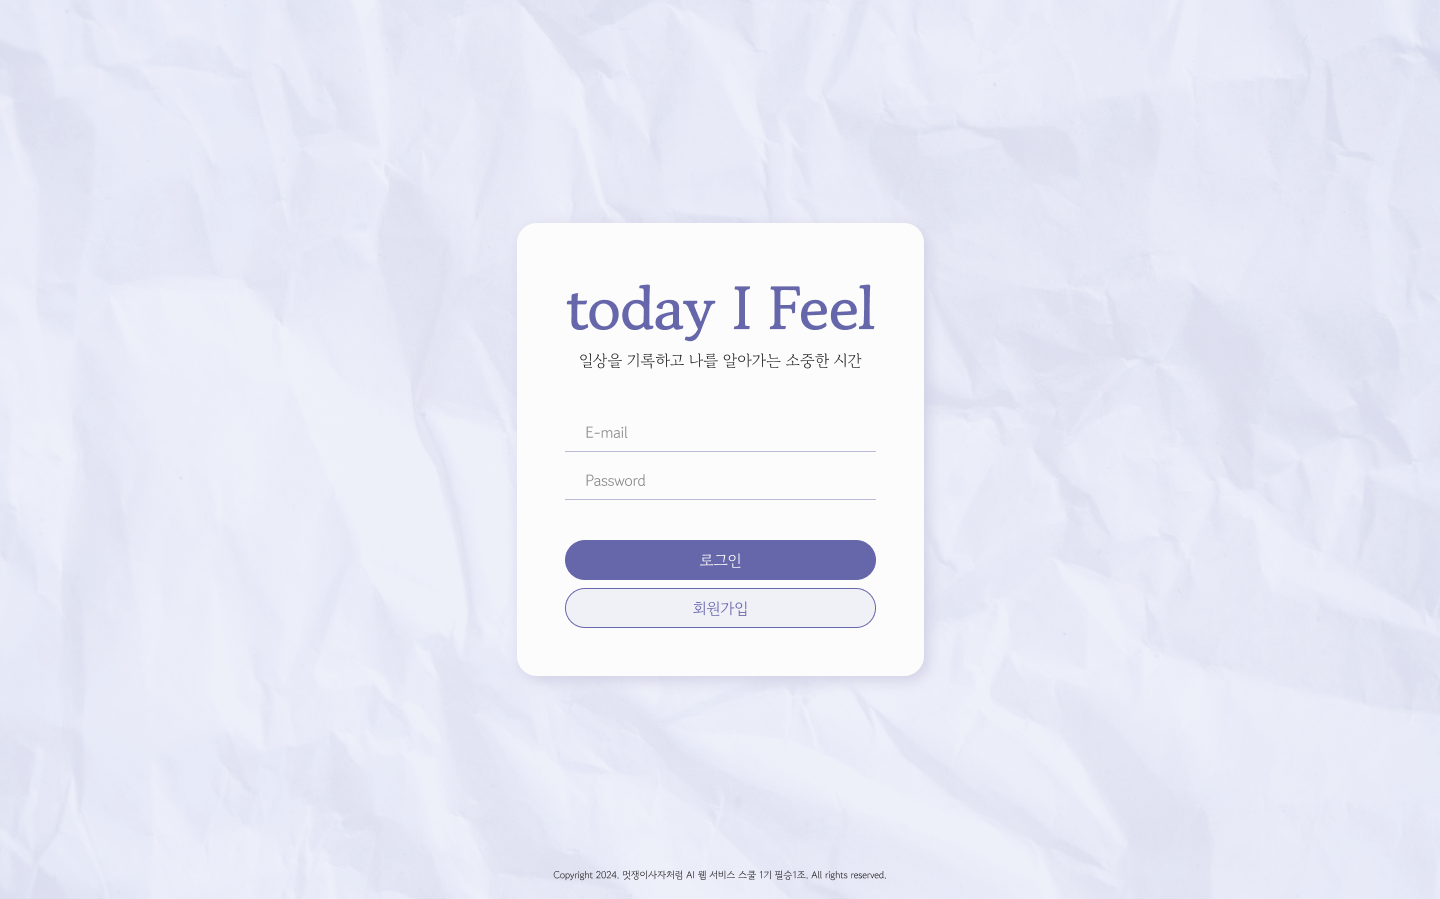 today I Feel
일상을 기록하고 나를 알아가는 소중한 시간
E-mail
Password
로그인
회원가입
Copyright 2024. 멋쟁이사자처럼 AI 웹 서비스 스쿨 1기 필승1조. All rights reserved.